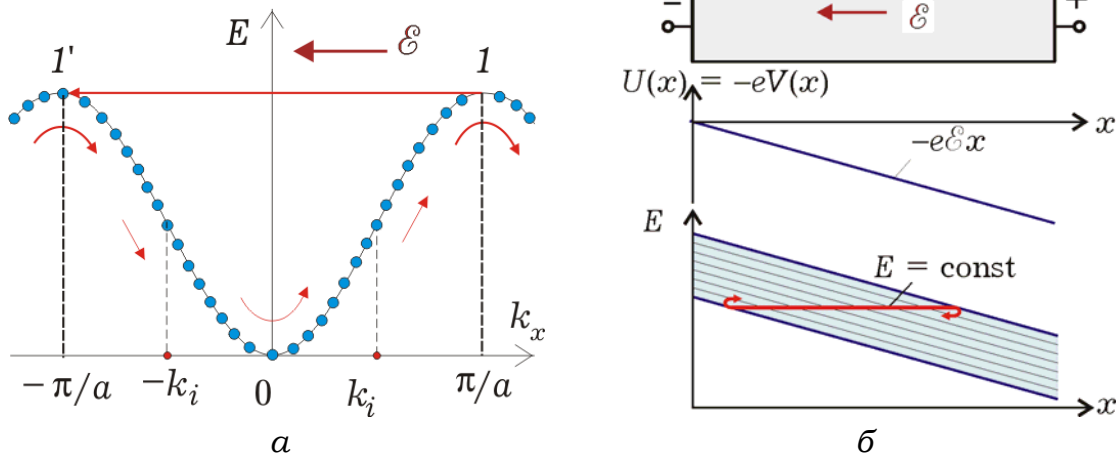 E
ℰ
1'
1
k_x
−π/a
−k_i
0
k_i
π/a
а
−
+
ℰ
U(x) = −eV(x)
x
−eℰx
E
E = const
x
б